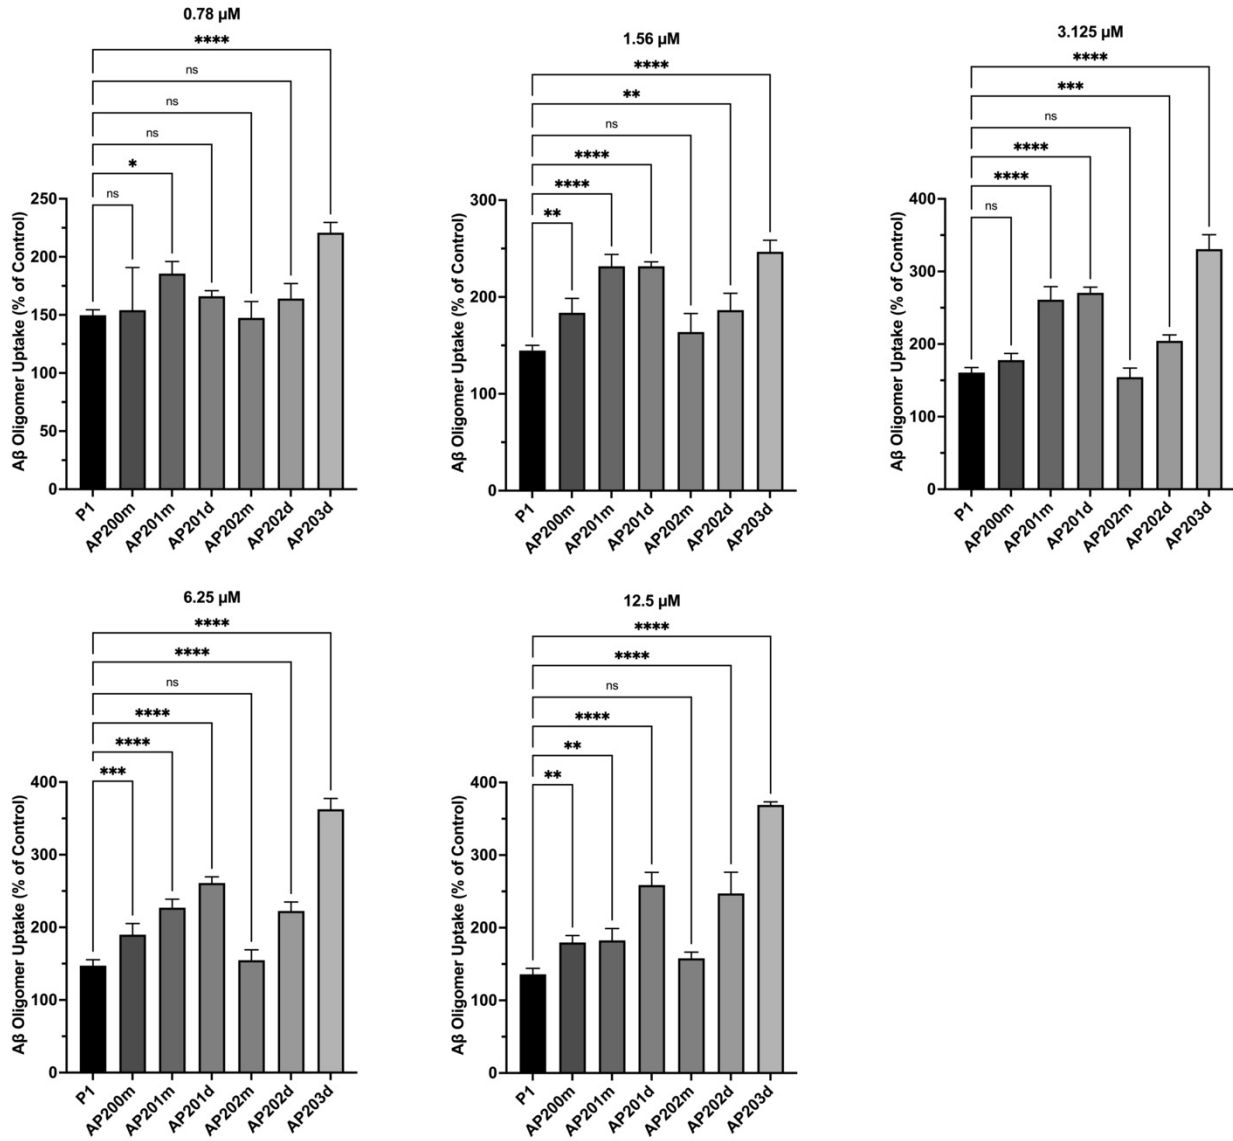 0.78 µM
****
ns
ns
ns
*
ns
Aβ Oligomer Uptake (% of Control)
250
200
150
100
50
0
P1
AP200m
AP201m
AP201d
AP202m
AP202d
AP203d
1.56 µM
****
**
ns
****
****
**
Aβ Oligomer Uptake (% of Control)
300
200
100
0
P1
AP200m
AP201m
AP201d
AP202m
AP202d
AP203d
3.125 µM
****
***
ns
****
****
ns
Aβ Oligomer Uptake (% of Control)
400
300
200
100
0
P1
AP200m
AP201m
AP201d
AP202m
AP202d
AP203d
6.25 µM
****
****
ns
****
****
***
Aβ Oligomer Uptake (% of Control)
400
300
200
100
0
P1
AP200m
AP201m
AP201d
AP202m
AP202d
AP203d
12.5 µM
****
****
ns
****
**
**
Aβ Oligomer Uptake (% of Control)
400
300
200
100
0
P1
AP200m
AP201m
AP201d
AP202m
AP202d
AP203d